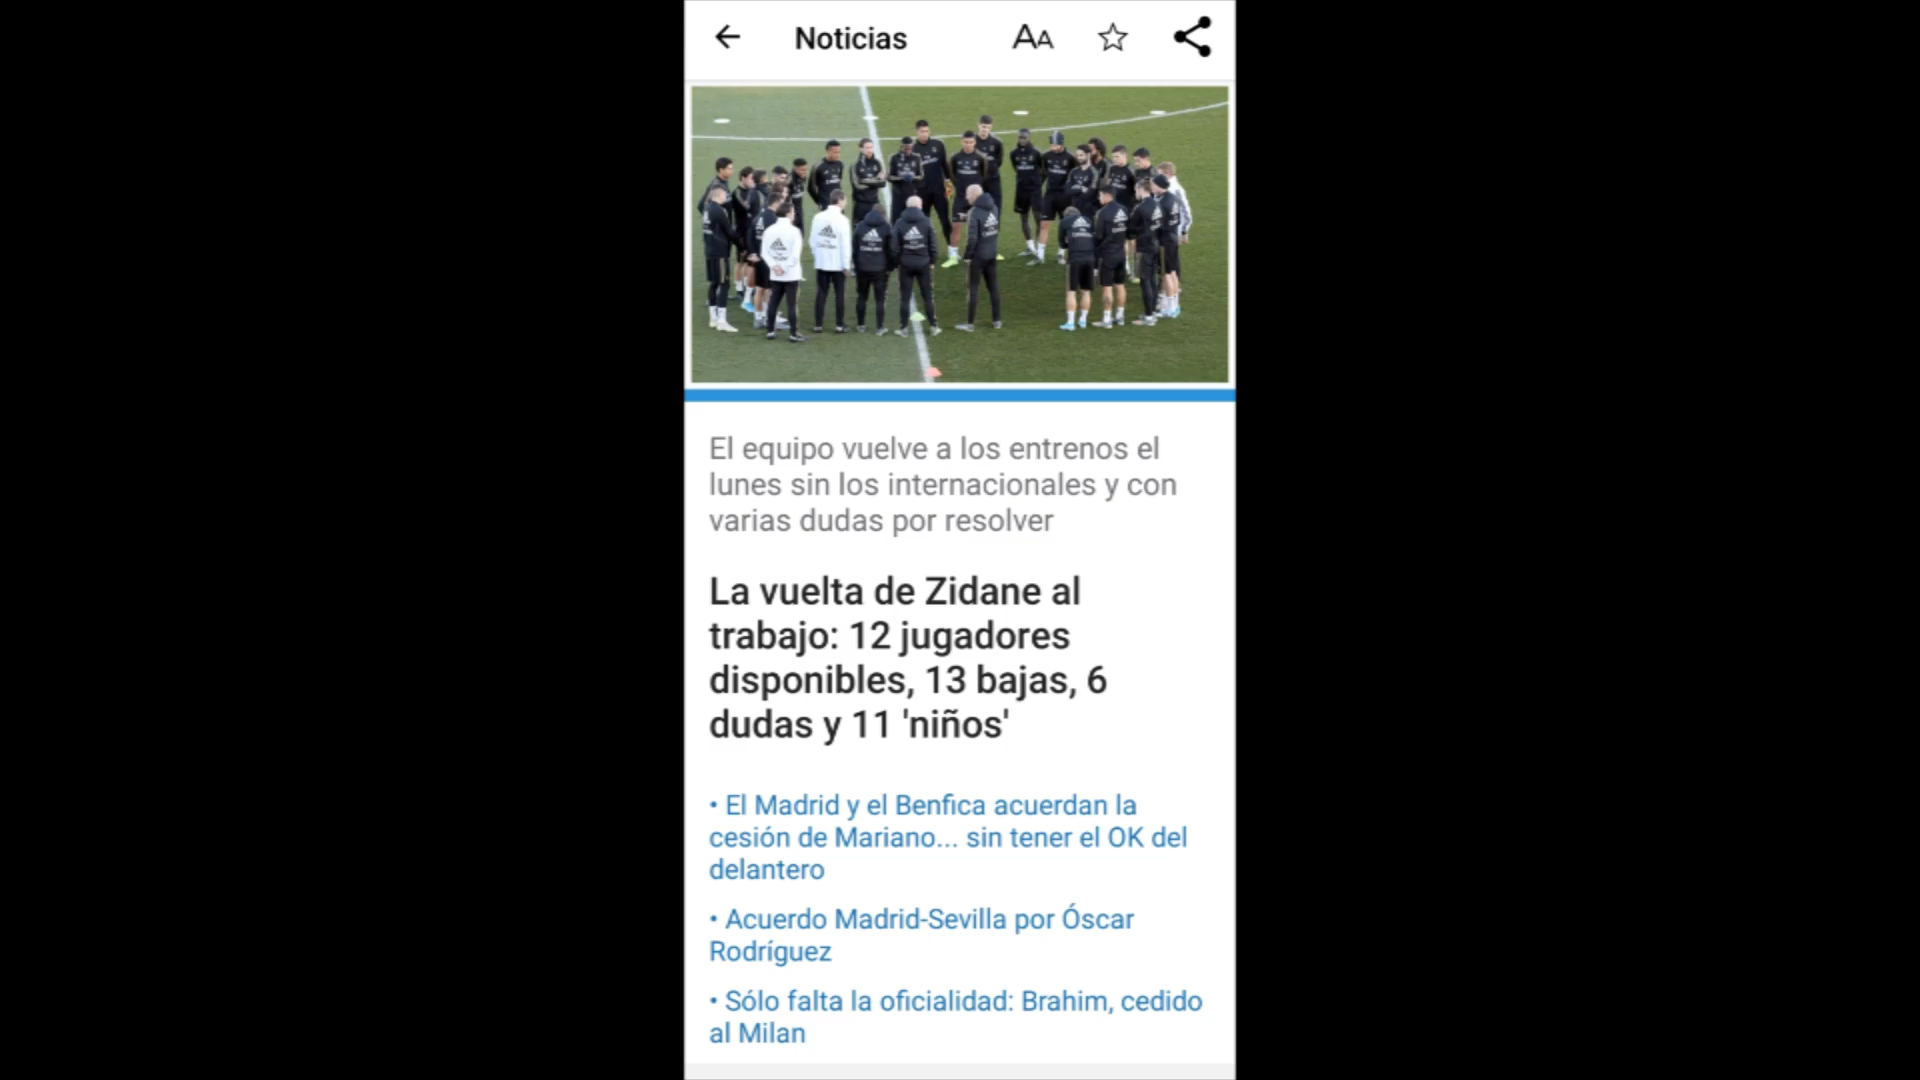 Noticias
AA
El equipo vuelve a los entrenos el
lunes sin los internacionales y con
varias dudas por resolver
La vuelta de Zidane al
trabajo: 12 jugadores
disponibles, 13 bajas, 6
dudas y 11 'niños'
• El Madrid y el Benfica acuerdan la
cesión de Mariano... sin tener el OK del
delantero
• Acuerdo Madrid-Sevilla por Óscar
Rodríguez
• Sólo falta la oficialidad: Brahim, cedido
al Milan